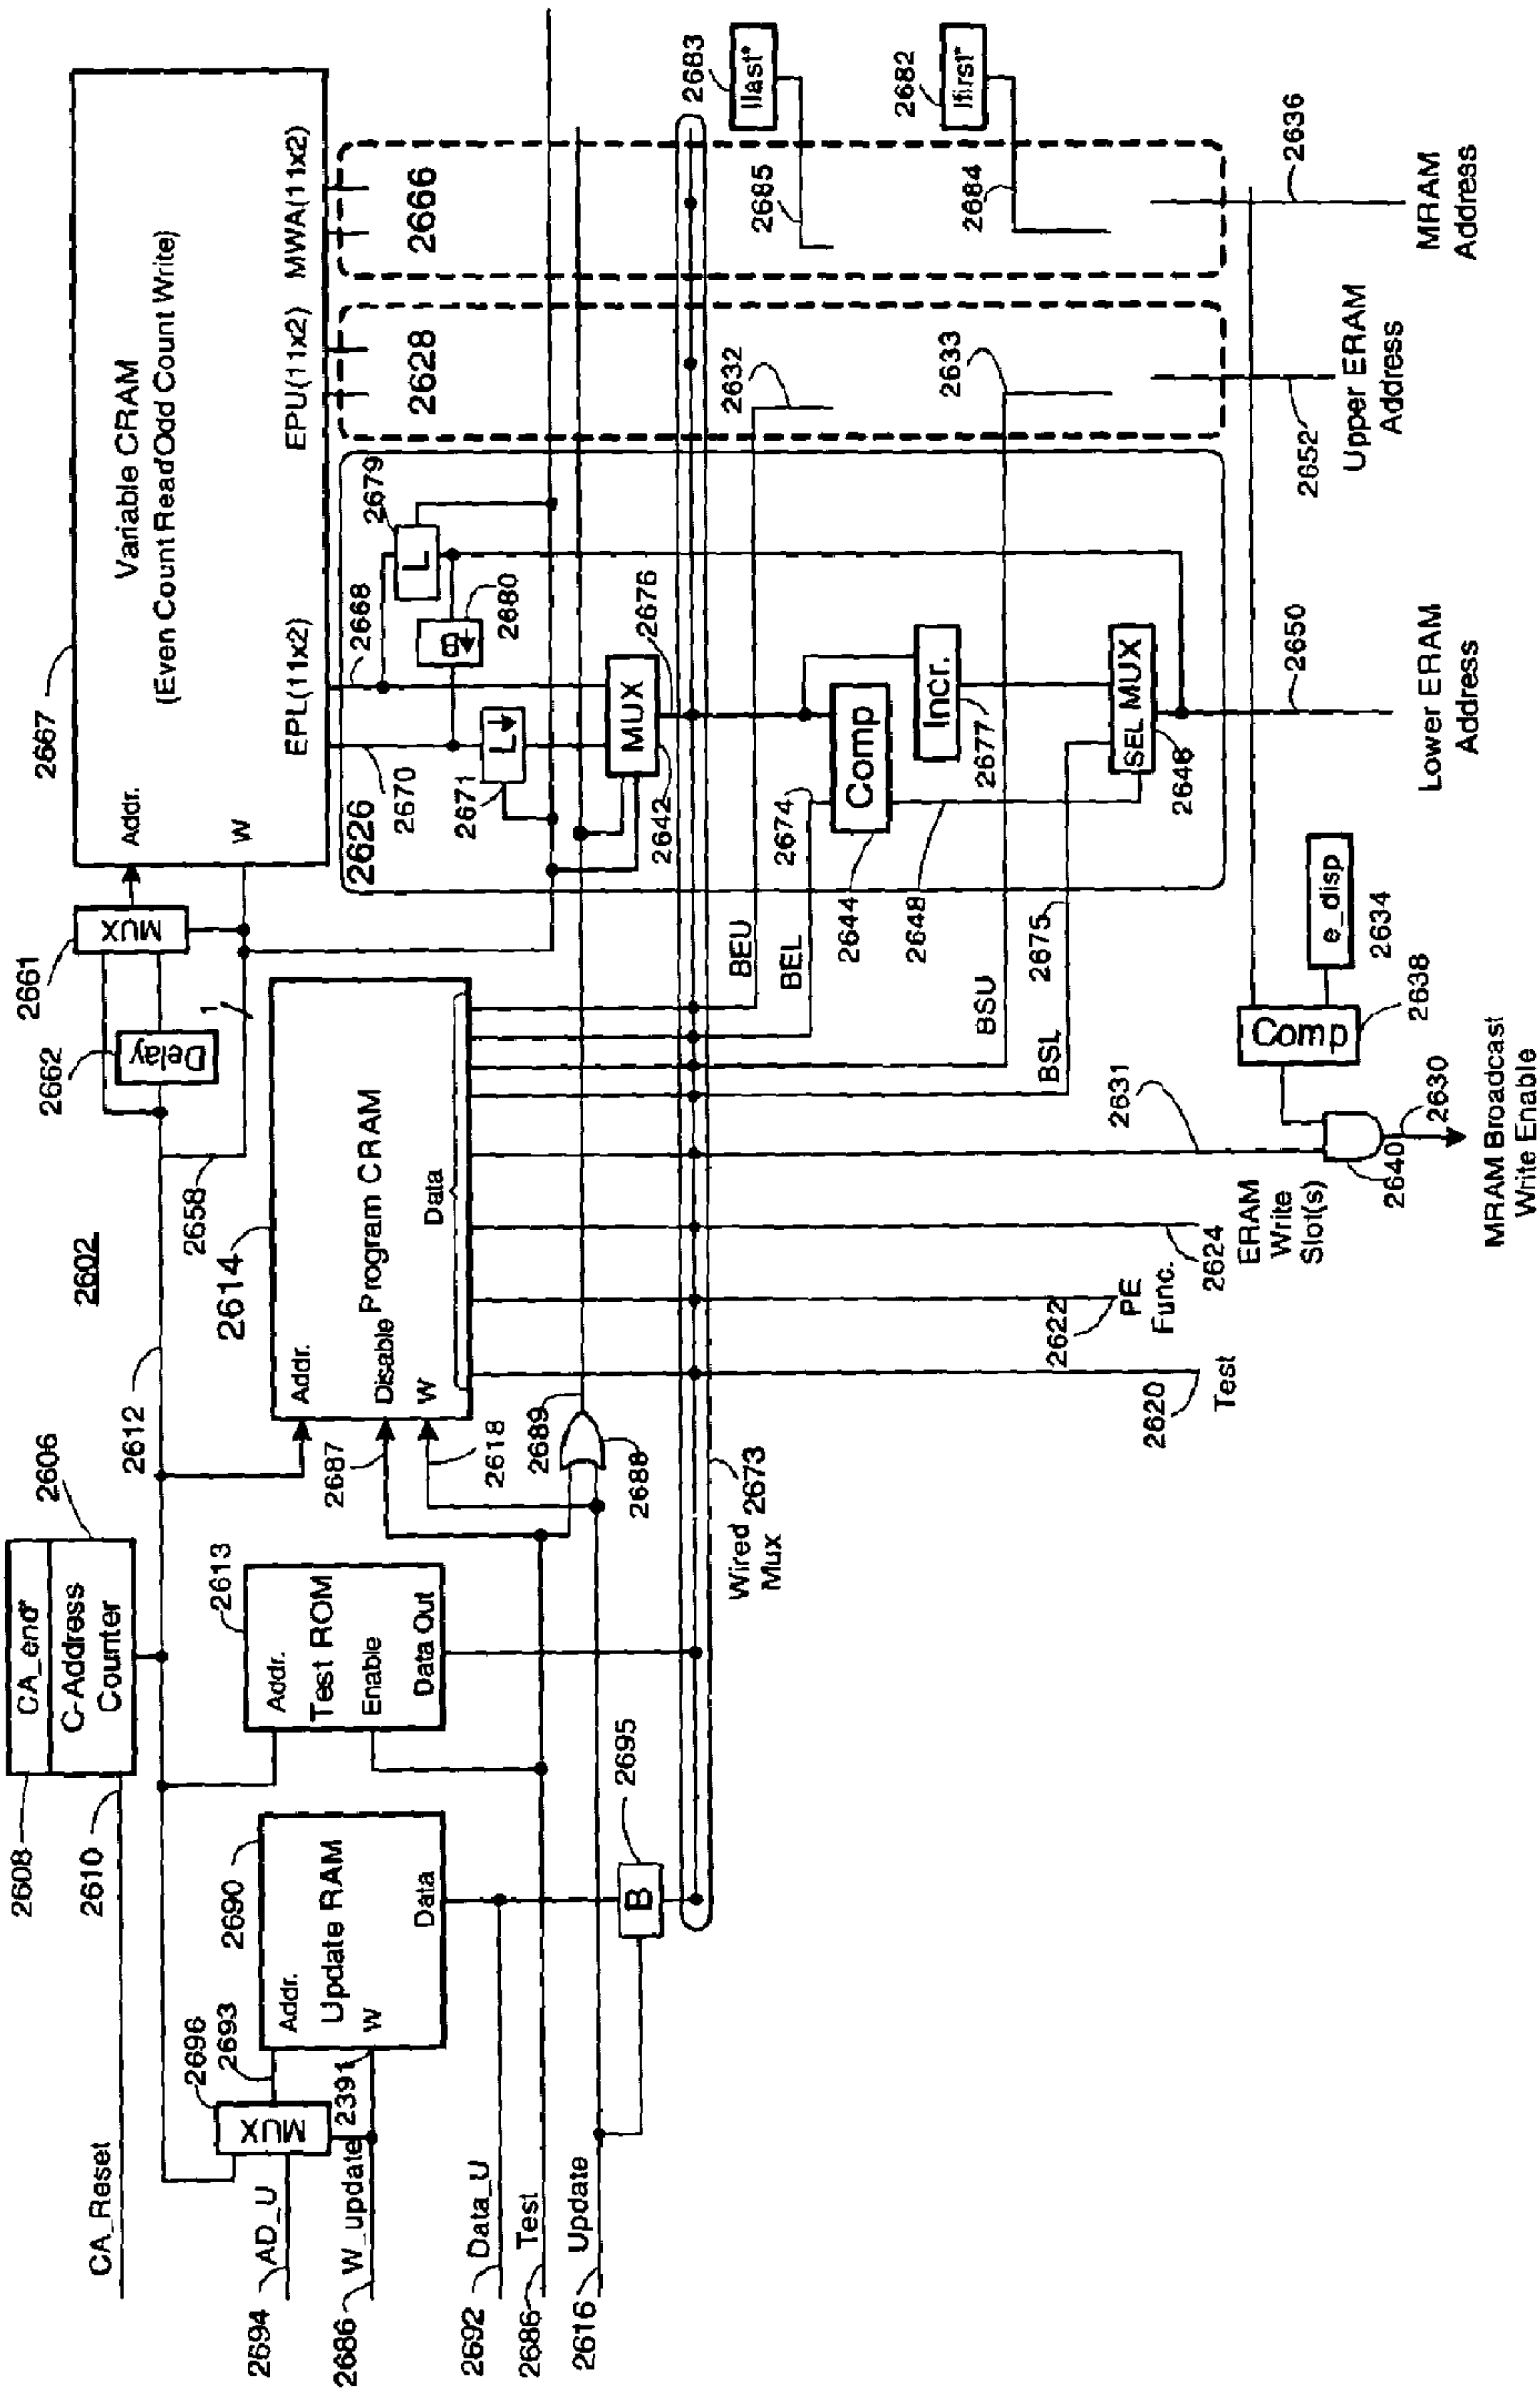 CA_Reset
2694
AD_U
2686
W_update
2692
Data_U
2686
Test
2616
Update
2608
2610
CA_end*
C-Address
Counter
2606
2612
2602
2696
MUX
2693
2391
2690
Addr.
Update RAM
W
Data
2695
B
2613
Addr.
Test ROM
Enable
Data Out
2687
2618
2689
2688
Wired
Mux
2673
2614
Addr.
Disable
W
Program CRAM
Data
2658
1
2662
Delay
2661
MUX
2667
Addr.
W
Variable CRAM
(Even Count Read/Odd Count Write)
EPL(11x2)
EPU(11x2)
MWA(11x2)
2626
2670
2668
2671
L
2679
L
2680
B
2642
MUX
2676
2628
2666
BEU
BEL
BSU
BSL
2674
2644
Comp
2648
2675
Incr.
2677
SEL MUX
2646
2632
2633
2685
2684
2683
llast*
2682
lfirst*
2620
Test
2622
PE
Func.
2624
ERAM
Write
Slot(s)
2631
2640
2630
MRAM Broadcast
Write Enable
Comp
2638
e_disp
2634
2650
Lower ERAM
Address
2652
Upper ERAM
Address
2636
MRAM
Address